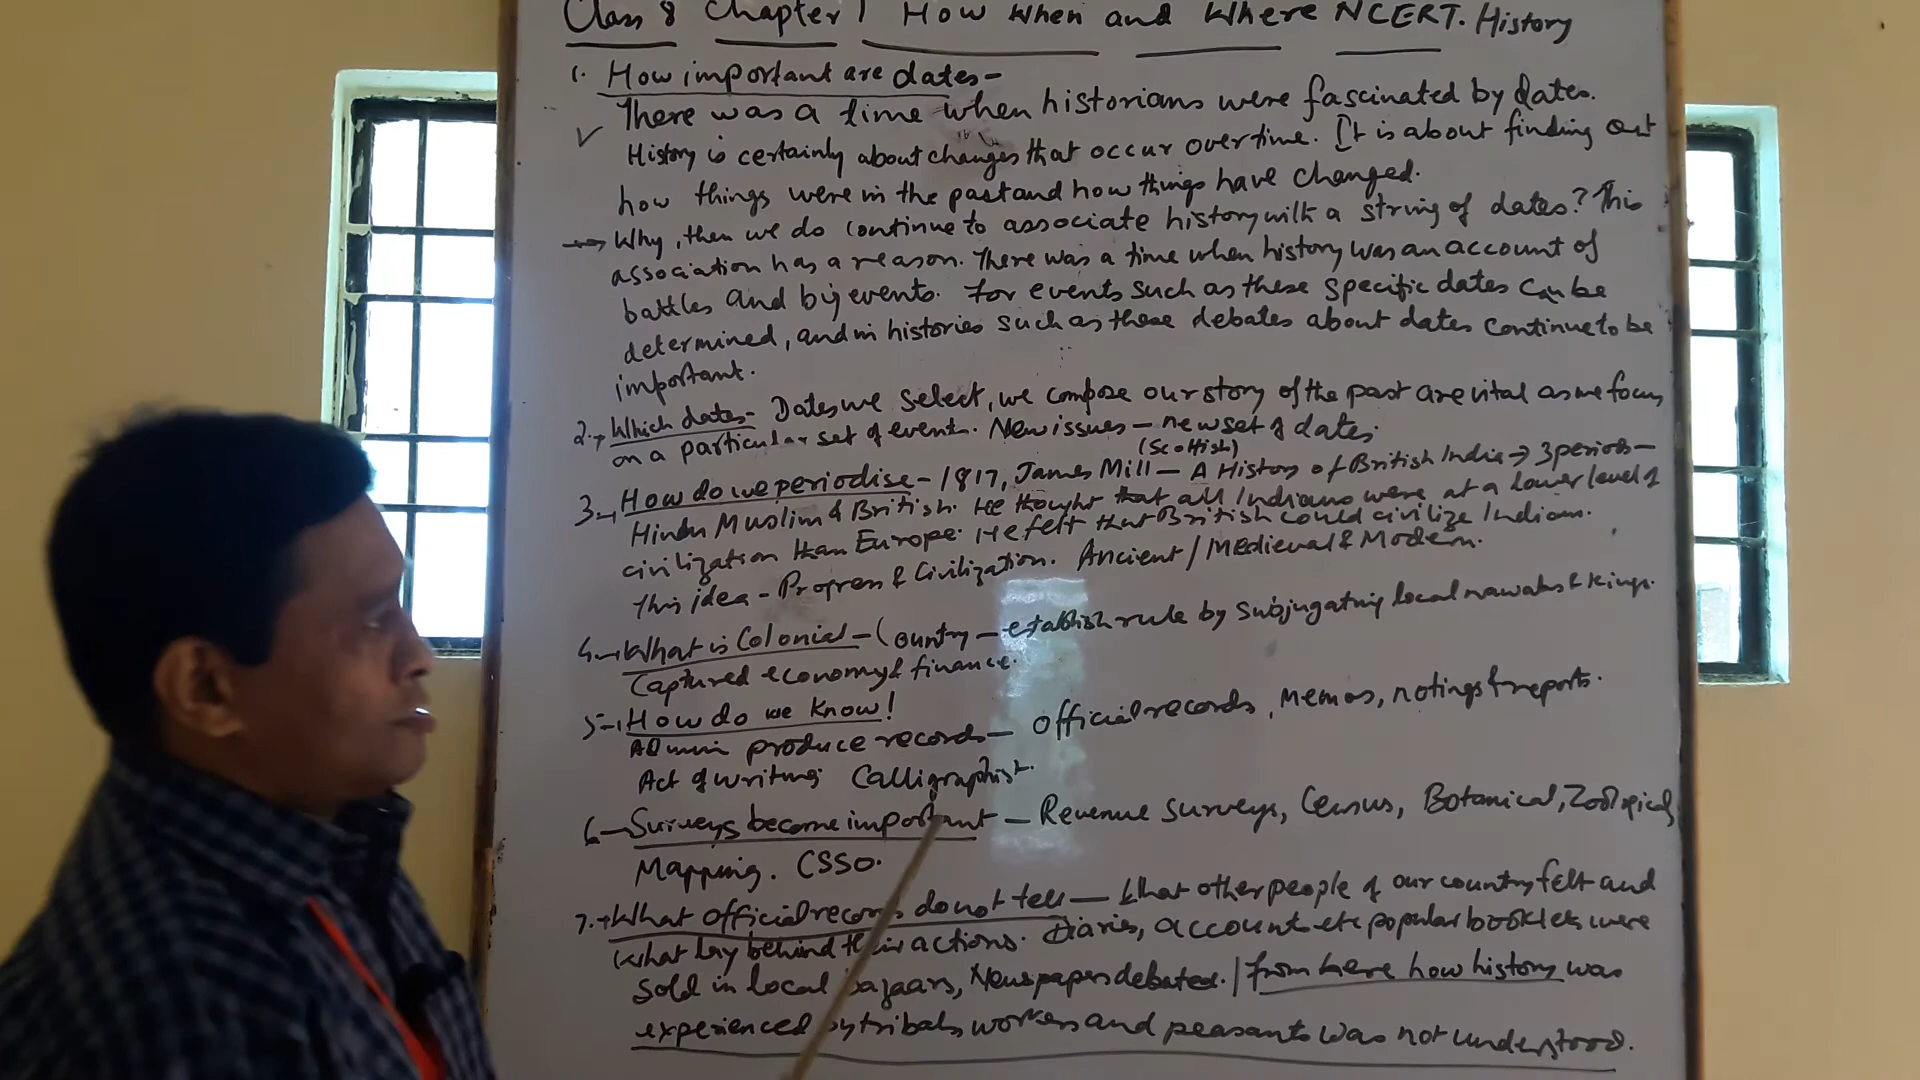 Class 8 Chapter 1 How When and Where NCERT. History
1. How important are dates-
There was a time when historians were fascinated by dates.
History is certainly about changes that occur over time. It is about finding out
how things were in the past and how things have changed.
Why, then we do continue to associate history with a string of dates? This
association has a reason. There was a time when history was an account of
battles and big events. For events such as these specific dates can be
determined, and in histories such as these debates about dates continue to be
important.
2. Which dates- Dates we select, we compose our story of the past are vital as we focus
on a particular set of event. New issues - new set of dates.
(Scottish)
3. How do we periodise - 1817, James Mill - A History of British India → 3 periods -
Hindu Muslim & British. He thought that all Indians were at a lower level of
civilization than Europe. He felt that British could civilize Indian.
This idea - Progress & Civilization. Ancient / Medieval & Modern.
4. What is Colonial - Country - establish rule by subjugating local nawabs & kings.
Captured economy & finance.
5. How do we know!
Admin produce records - official records, memos, notings & reports.
Act of writing Calligraphist.
6 - Surveys become important - Revenue surveys, Census, Botanical, Zoological,
Mapping. CSSO.
7. What official records do not tell - What other people of our country felt and
what lay behind their actions. Diaries, account etc popular booklets were
sold in local bazaars, Newspapers debated. / from here how history was
experienced by tribals workers and peasants was not understood.